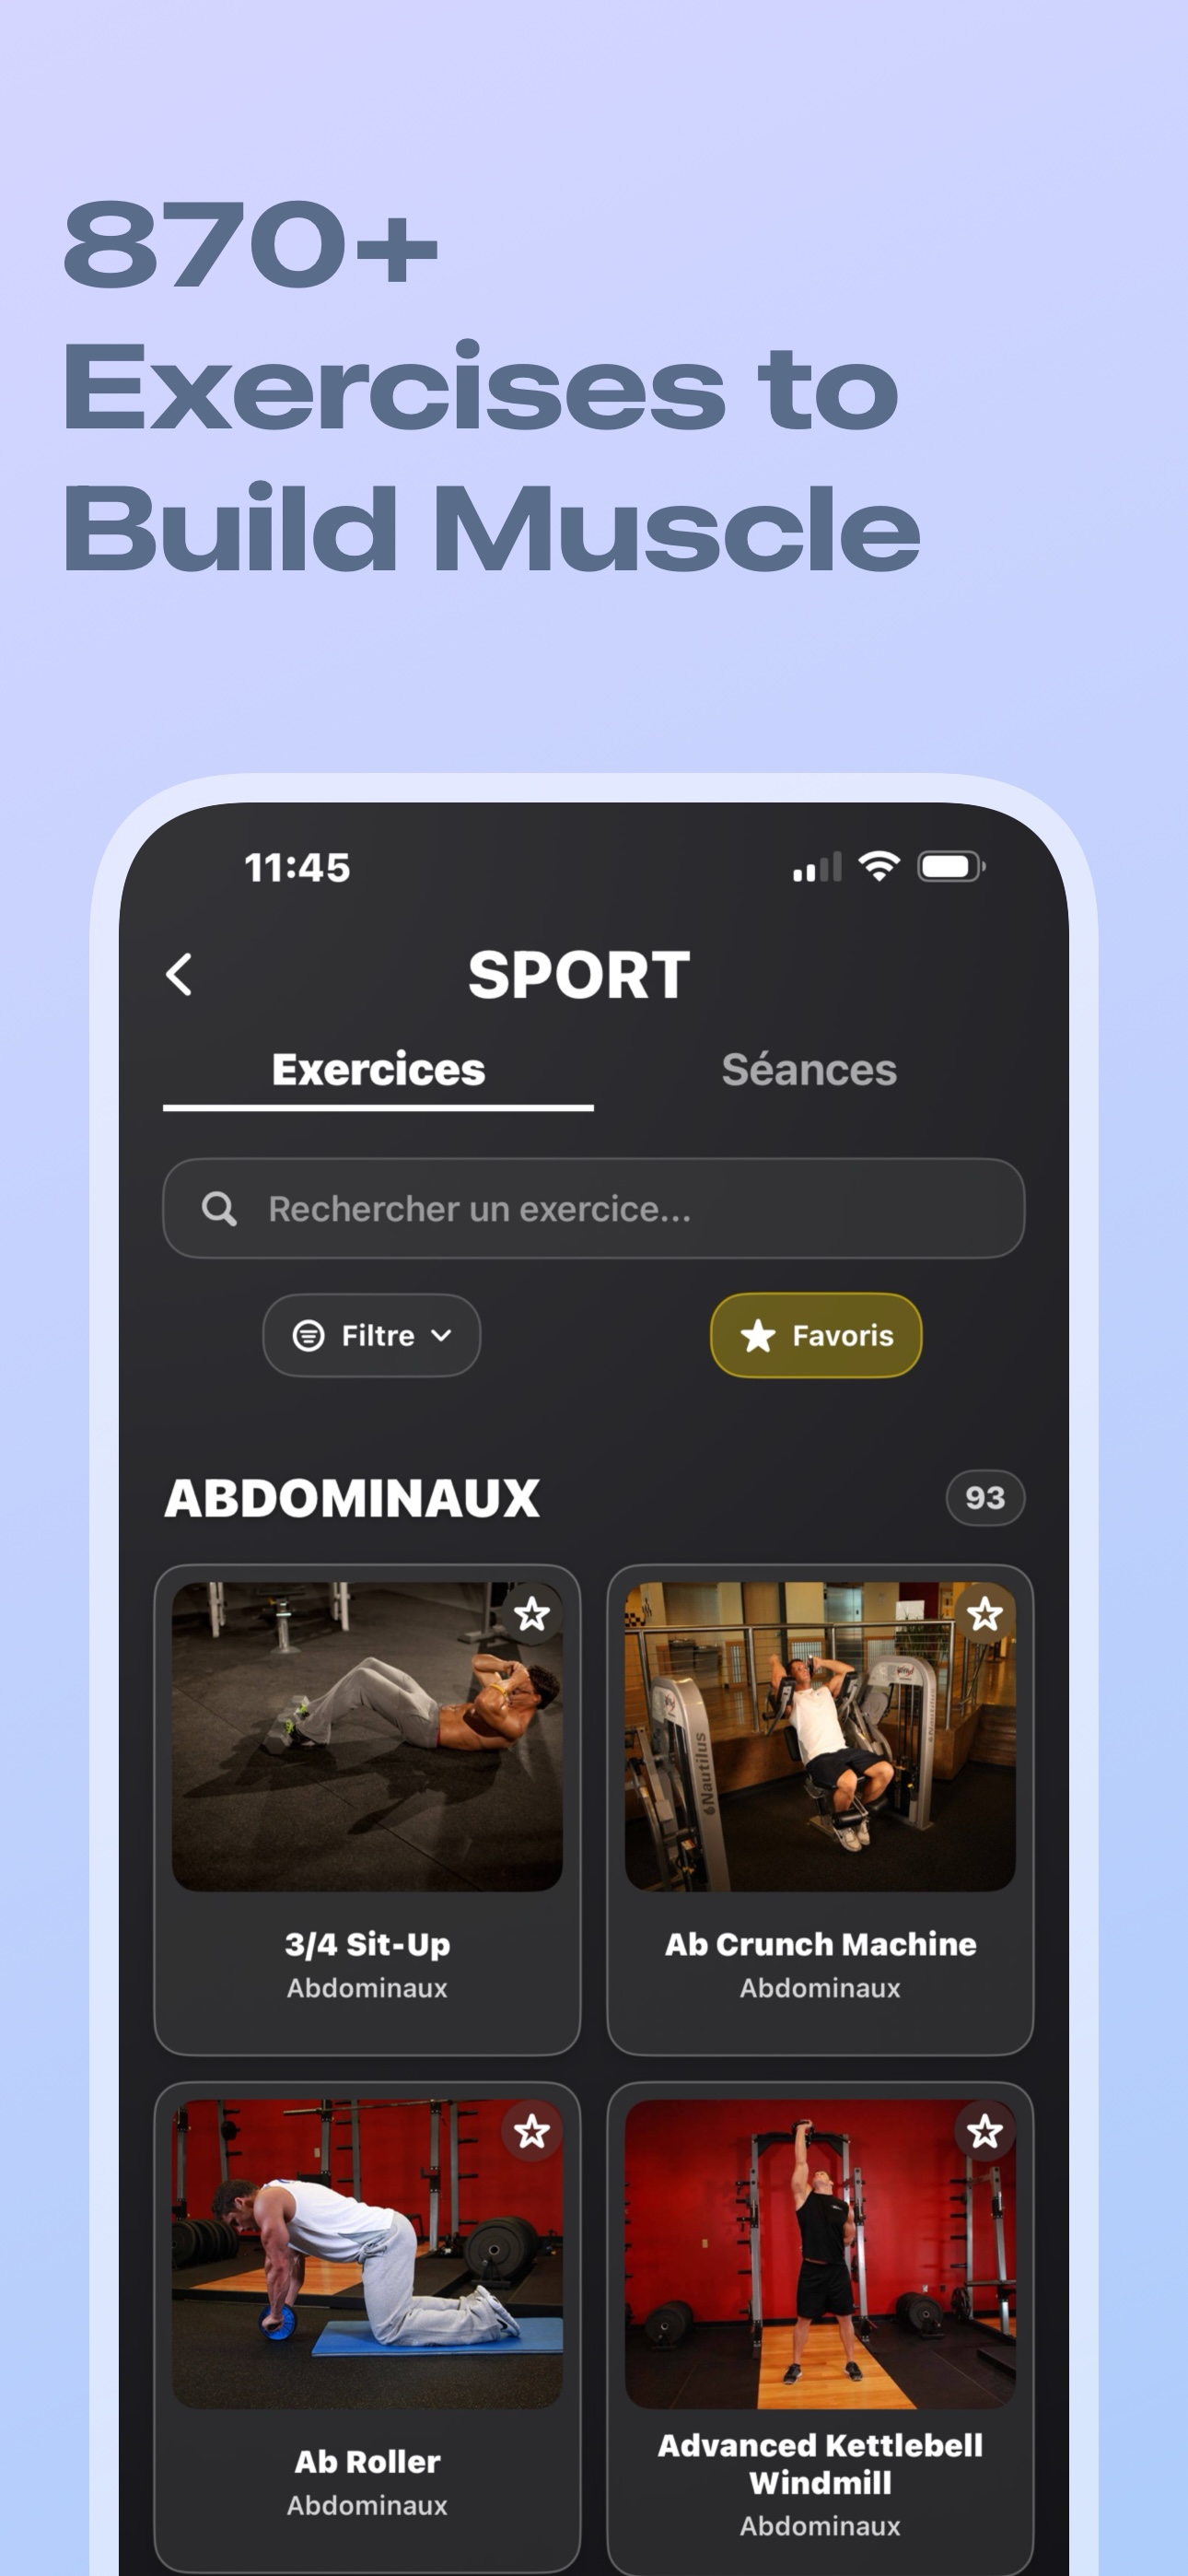 870+
Exercises to
Build Muscle
11:45
SPORT
Exercices
Séances
Rechercher un exercice...
Filtre
Favoris
ABDOMINAUX
93
Nautilus
3/4 Sit-Up
Abdominaux
Ab Crunch Machine
Abdominaux
Ab Roller
Abdominaux
Advanced Kettlebell
Windmill
Abdominaux